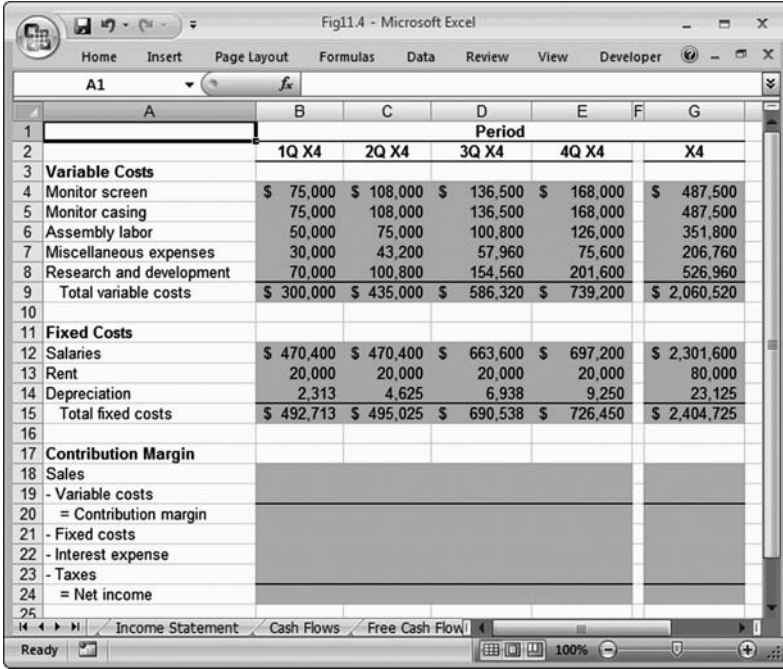 Fig11.4 - Microsoft Excel
Home Insert Page Layout Formulas Data Review View Developer
A1 fx
A B C D E F G
1 Period
2 1Q X4 2Q X4 3Q X4 4Q X4 X4
3 Variable Costs
4 Monitor screen $ 75,000 $ 108,000 $ 136,500 $ 168,000 $ 487,500
5 Monitor casing 75,000 108,000 136,500 168,000 487,500
6 Assembly labor 50,000 75,000 100,800 126,000 351,800
7 Miscellaneous expenses 30,000 43,200 57,960 75,600 206,760
8 Research and development 70,000 100,800 154,560 201,600 526,960
9 Total variable costs $ 300,000 $ 435,000 $ 586,320 $ 739,200 $ 2,060,520
10
11 Fixed Costs
12 Salaries $ 470,400 $ 470,400 $ 663,600 $ 697,200 $ 2,301,600
13 Rent 20,000 20,000 20,000 20,000 80,000
14 Depreciation 2,313 4,625 6,938 9,250 23,125
15 Total fixed costs $ 492,713 $ 495,025 $ 690,538 $ 726,450 $ 2,404,725
16
17 Contribution Margin
18 Sales
19 - Variable costs
20 = Contribution margin
21 - Fixed costs
22 - Interest expense
23 - Taxes
24 = Net income
25
Income Statement Cash Flows Free Cash Flow
Ready 100%